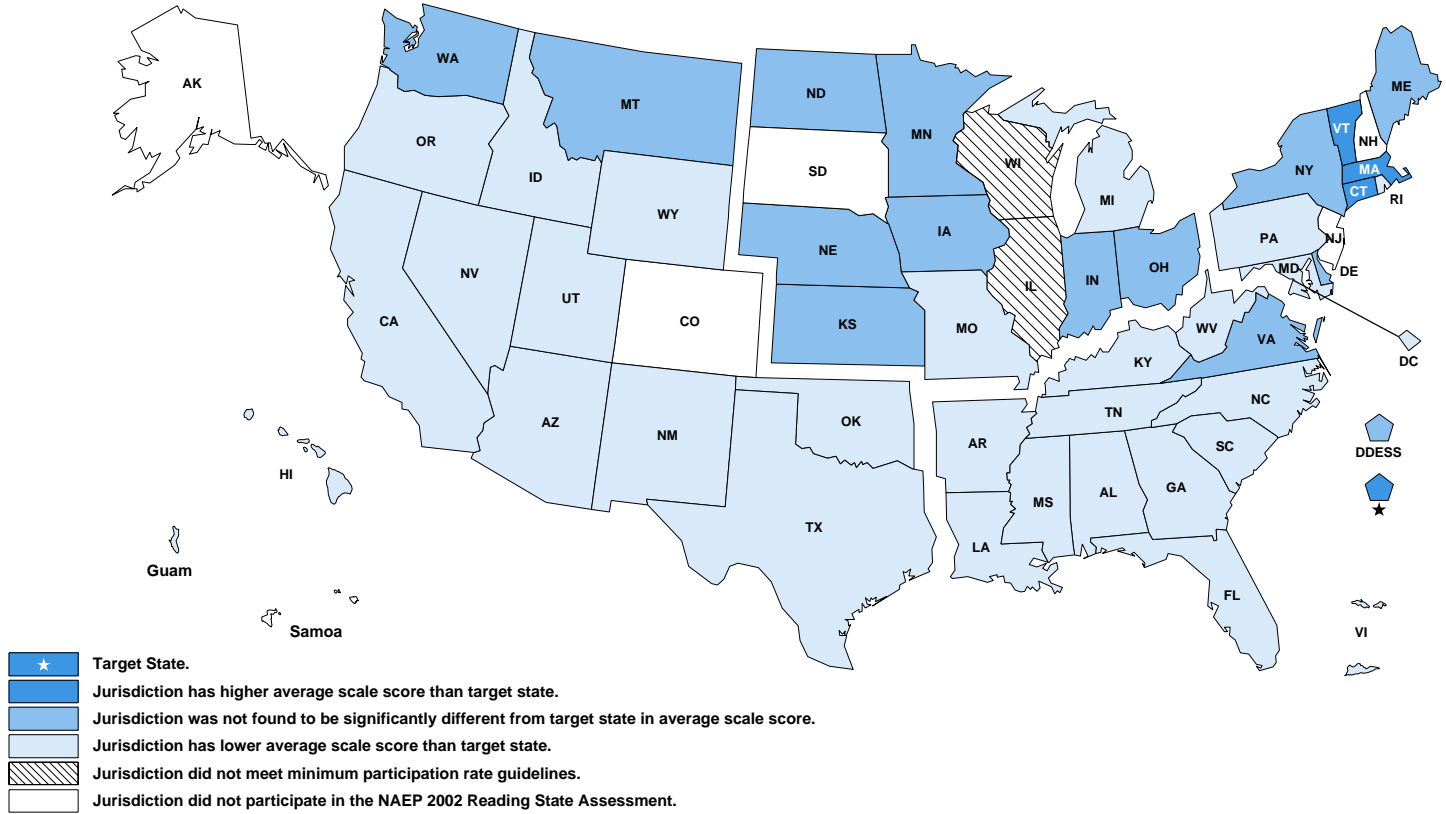 AK
WA
MT
ND
MN
ME
VT
NH
OR
ID
SD
WI
NY
MA
CT
RI
WY
MI
IA
PA
NJ
NV
NE
OH
IN
IL
MD
DE
UT
CA
CO
KS
MO
WV
VA
KY
DC
NC
TN
AZ
NM
OK
AR
SC
DDESS
HI
MS
AL
GA
TX
LA
Guam
FL
Samoa
VI
Target State.
Jurisdiction has higher average scale score than target state.
Jurisdiction was not found to be significantly different from target state in average scale score.
Jurisdiction has lower average scale score than target state.
Jurisdiction did not meet minimum participation rate guidelines.
Jurisdiction did not participate in the NAEP 2002 Reading State Assessment.